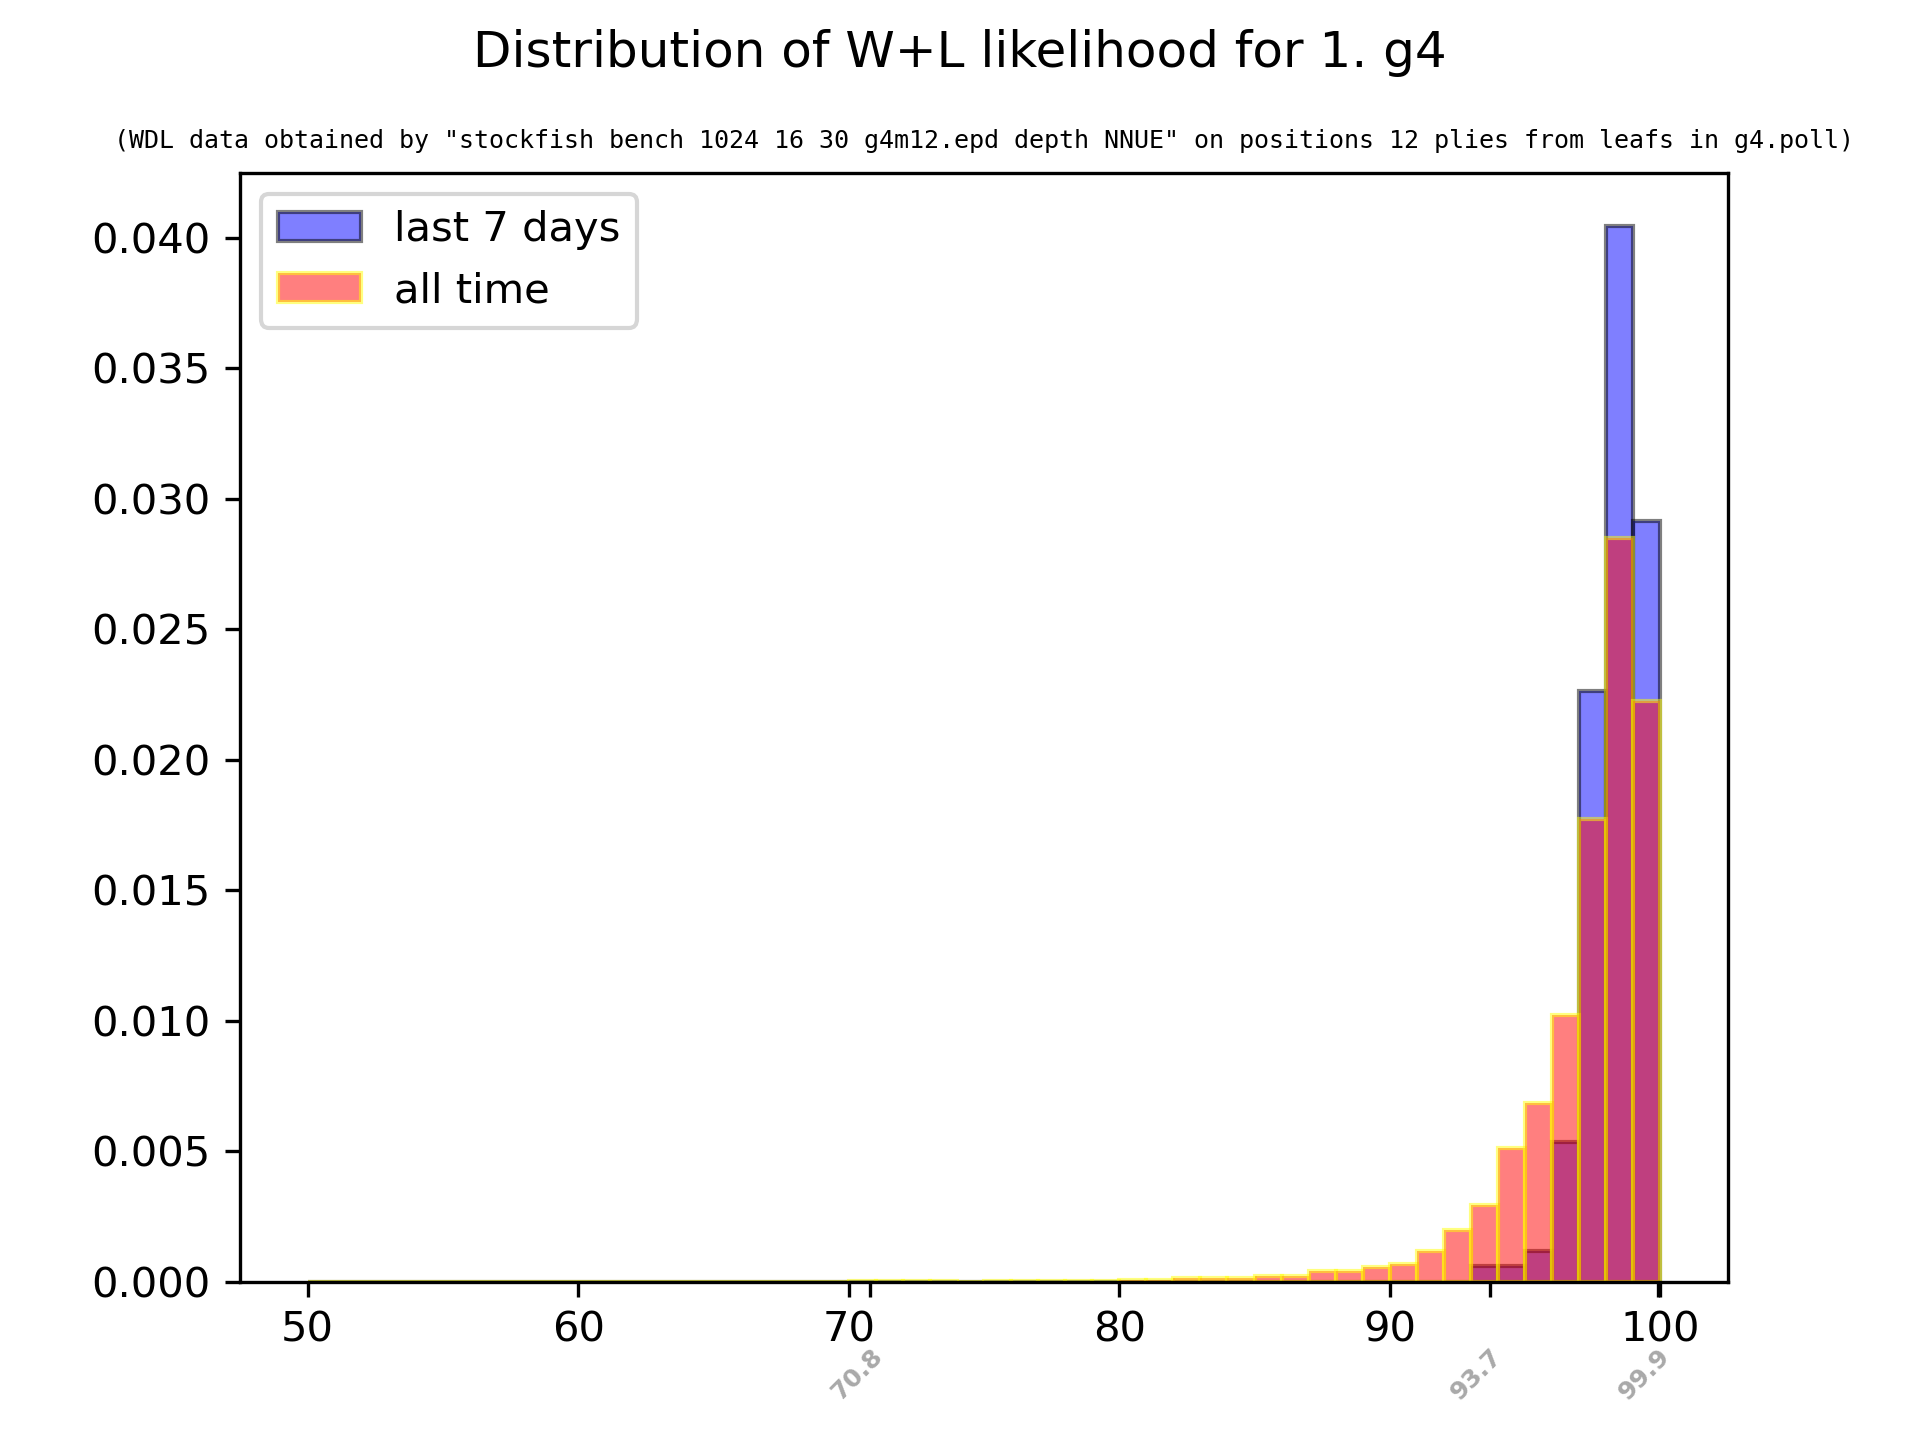 Distribution of W+L likelihood for 1. g4
(WDL data obtained by "stockfish bench 1024 16 30 g4m12.epd depth NNUE" on positions 12 plies from leafs in g4.poll)
last 7 days
all time
0.040
0.035
0.030
0.025
0.020
0.015
0.010
0.005
0.000
50 60 70 80 90 100
70.8 93.7 99.9